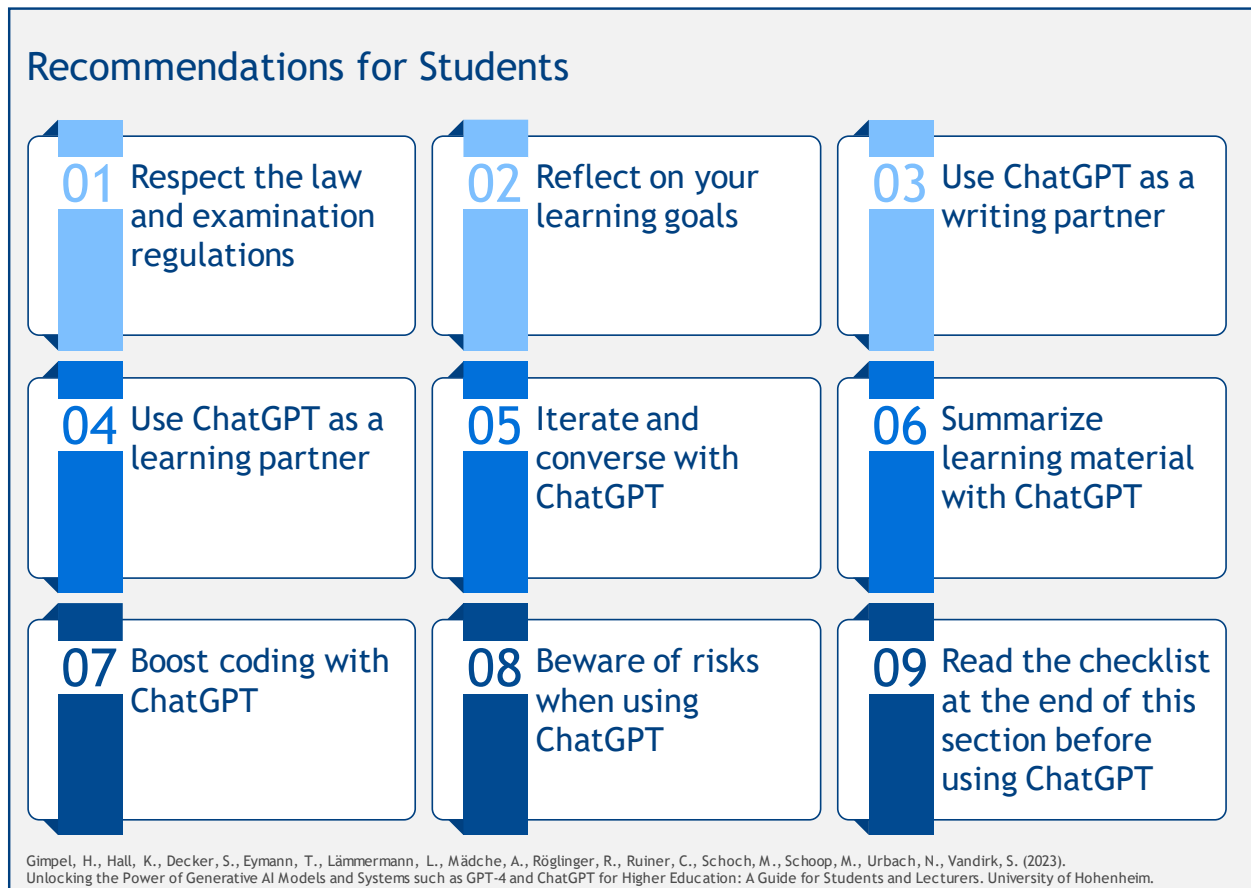 Recommendations for Students
01
Respect the law
and examination
regulations
02
Reflect on your
learning goals
03
Use ChatGPT as a
writing partner
04
Use ChatGPT as a
learning partner
05
Iterate and
converse with
ChatGPT
06
Summarize
learning material
with ChatGPT
07
Boost coding with
ChatGPT
08
Beware of risks
when using
ChatGPT
09
Read the checklist
at the end of this
section before
using ChatGPT
Gimpel, H., Hall, K., Decker, S., Eymann, T., Lämmermann, L., Mädche, A., Röglinger, R., Ruiner, C., Schoch, M., Schoop, M., Urbach, N., Vandirk, S. (2023).
Unlocking the Power of Generative AI Models and Systems such as GPT-4 and ChatGPT for Higher Education: A Guide for Students and Lecturers. University of Hohenheim.